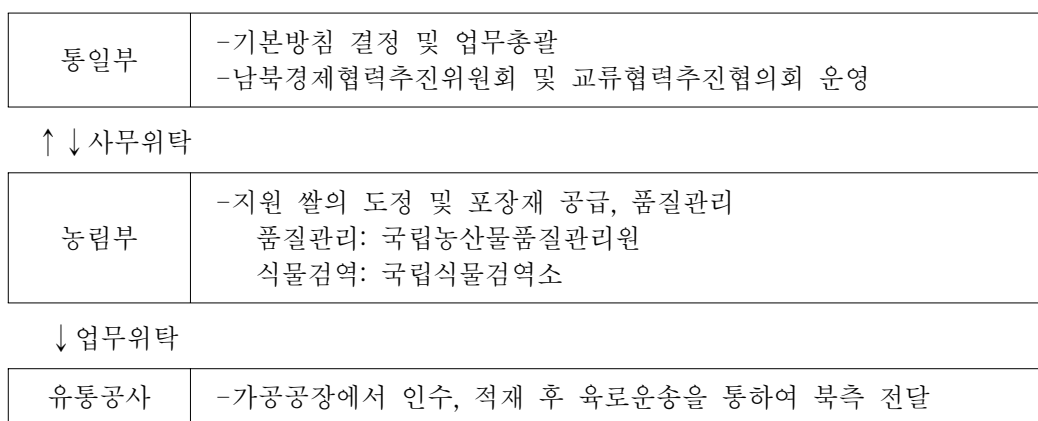 통일부
-기본방침 결정 및 업무총괄
-남북경제협력추진위원회 및 교류협력추진협의회 운영
↑↓사무위탁
농림부
-지원 쌀의 도정 및 포장재 공급, 품질관리
품질관리: 국립농산물품질관리원
식물검역: 국립식물검역소
↓업무위탁
유통공사
-가공공장에서 인수, 적재 후 육로운송을 통하여 북측 전달